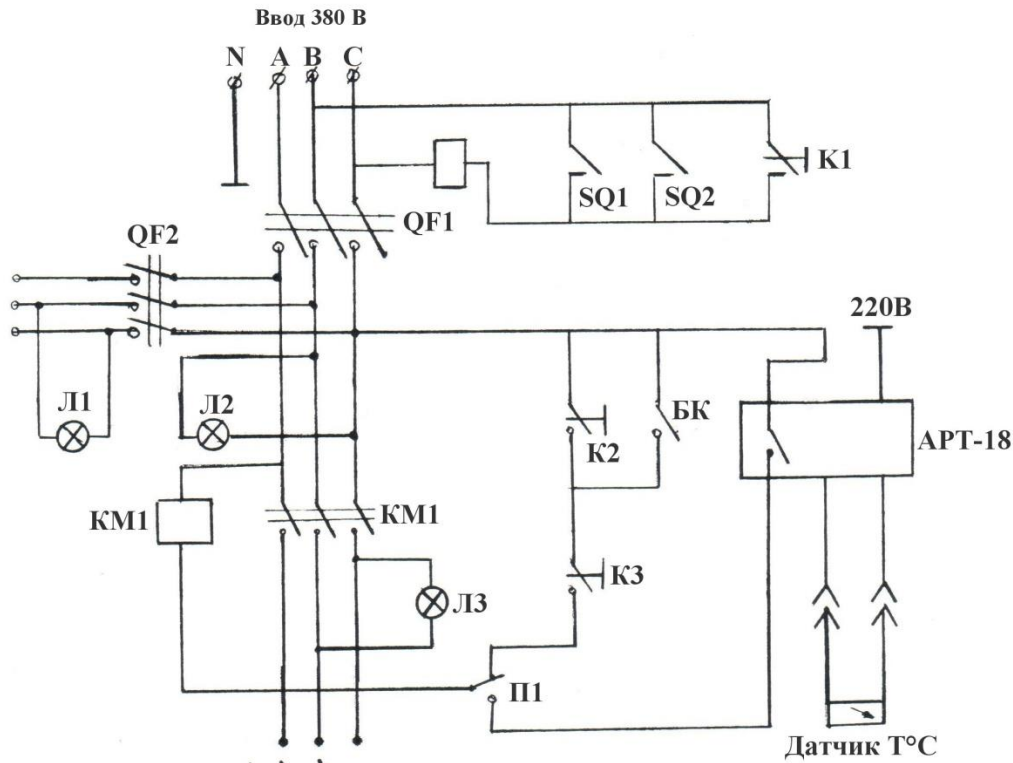 Ввод 380 В
N A B C
K1
SQ1 SQ2
QF1
QF2
220В
Л1 Л2
БК
К2
АРТ-18
КМ1 КМ1
К3
Л3
П1
Датчик Т°С